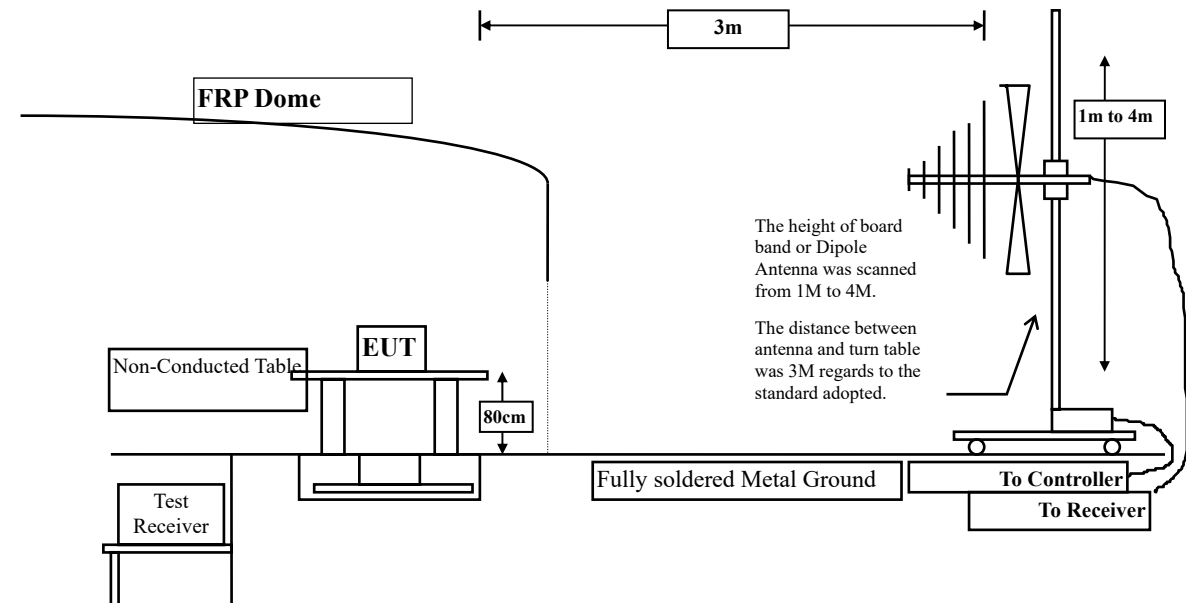 3m
FRP Dome
1m to 4m
The height of board
band or Dipole
Antenna was scanned
from 1M to 4M.
The distance between
antenna and turn table
was 3M regards to the
standard adopted.
EUT
Non-Conducted Table
80cm
Fully soldered Metal Ground
To Controller
To Receiver
Test
Receiver